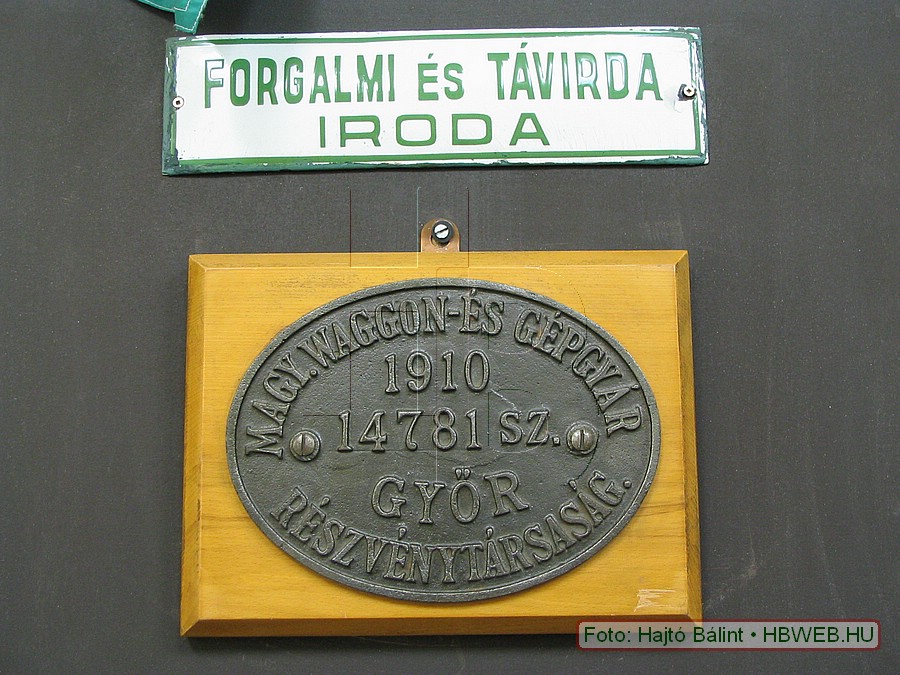 FORGALMI ÉS TÁVIRDA
IRODA
MAGY. WAGGON-ÉS GÉPGYÁR
1910
14781 SZ.
GYŐR
RÉSZVÉNYTÁRSASÁG.
Foto: Hajtó Bálint • HBWEB.HU